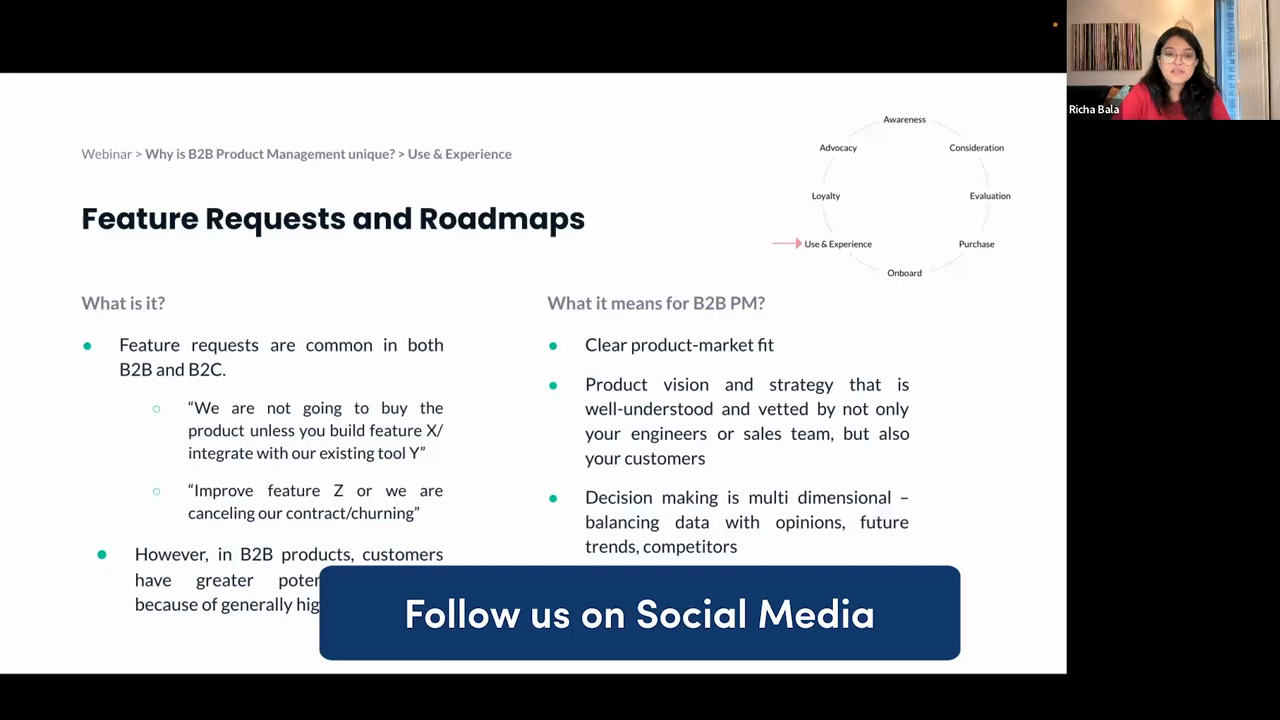 Richa Bala
Webinar > Why is B2B Product Management unique? > Use & Experience
Feature Requests and Roadmaps
Awareness
Advocacy
Consideration
Loyalty
Evaluation
Use & Experience
Purchase
Onboard
What is it?
Feature requests are common in both
B2B and B2C.
“We are not going to buy the
product unless you build feature X/
integrate with our existing tool Y”
“Improve feature Z or we are
canceling our contract/churning”
However, in B2B products, customers
have greater
because of generally
What it means for B2B PM?
Clear product-market fit
Product vision and strategy that is
well-understood and vetted by not only
your engineers or sales team, but also
your customers
Decision making is multi dimensional –
balancing data with opinions, future
trends, competitors
Follow us on Social Media